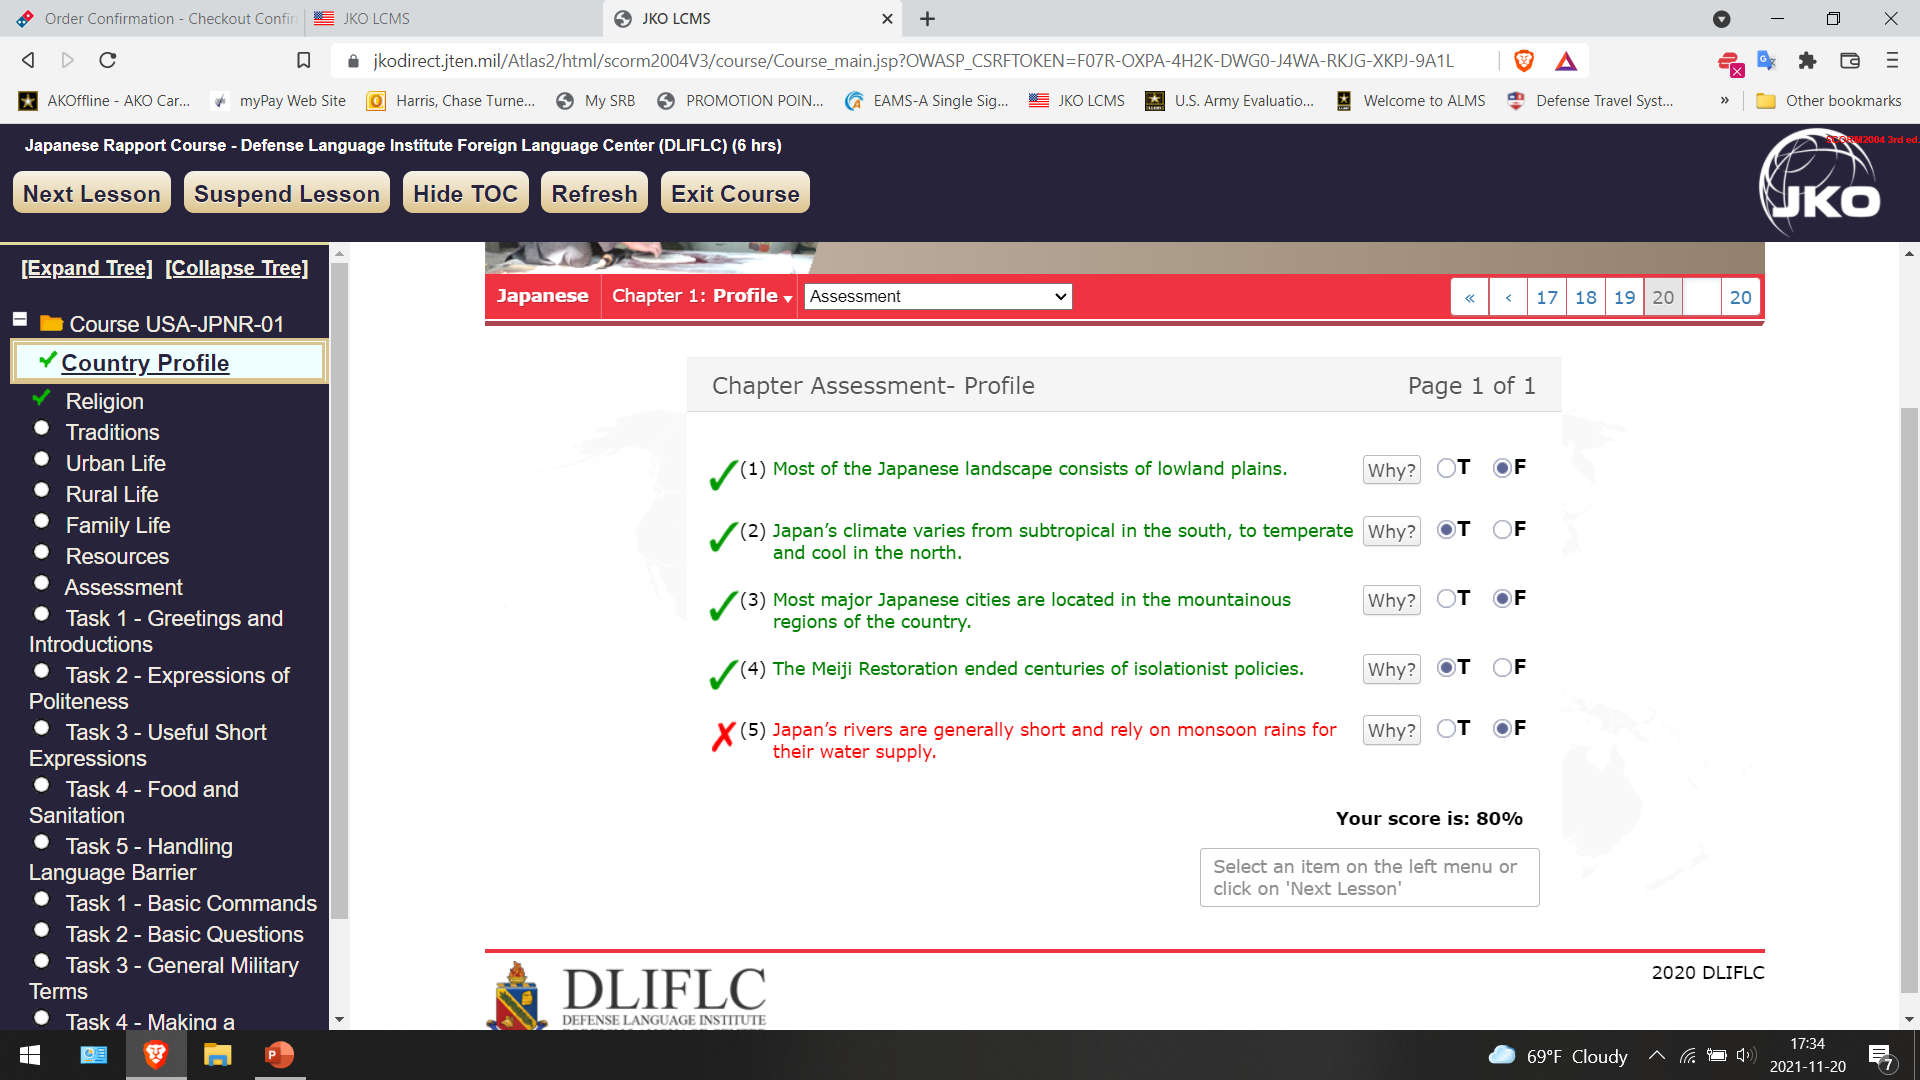 Order Confirmation - Checkout Confir
JKO LCMS
JKO LCMS
jkodirect.jten.mil/Atlas2/html/scorm2004V3/course/Course_main.jsp?OWASP_CSRFTOKEN=F07R-OXPA-4H2K-DWG0-J4WA-RKJG-XKPJ-9A1L
AKOffline - AKO Car...
myPay Web Site
Harris, Chase Turne...
My SRB
PROMOTION POIN...
EAMS-A Single Sig...
JKO LCMS
U.S. Army Evaluatio...
Welcome to ALMS
Defense Travel Syst...
»
Other bookmarks
Japanese Rapport Course - Defense Language Institute Foreign Language Center (DLIFLC) (6 hrs)
SCORM2004 3rd ed.
Next Lesson
Suspend Lesson
Hide TOC
Refresh
Exit Course
JKO
[Expand Tree] [Collapse Tree]
Course USA-JPNR-01
Country Profile
Religion
Traditions
Urban Life
Rural Life
Family Life
Resources
Assessment
Task 1 - Greetings and
Introductions
Task 2 - Expressions of
Politeness
Task 3 - Useful Short
Expressions
Task 4 - Food and
Sanitation
Task 5 - Handling
Language Barrier
Task 1 - Basic Commands
Task 2 - Basic Questions
Task 3 - General Military
Terms
Task 4 - Making a
Japanese
Chapter 1: Profile
Assessment
« ‹ 17 18 19 20 20
Chapter Assessment- Profile
Page 1 of 1
(1) Most of the Japanese landscape consists of lowland plains. Why? T F
(2) Japan’s climate varies from subtropical in the south, to temperate Why? T F
and cool in the north.
(3) Most major Japanese cities are located in the mountainous Why? T F
regions of the country.
(4) The Meiji Restoration ended centuries of isolationist policies. Why? T F
(5) Japan’s rivers are generally short and rely on monsoon rains for Why? T F
their water supply.
Your score is: 80%
Select an item on the left menu or
click on 'Next Lesson'
DLIFLC
DEFENSE LANGUAGE INSTITUTE
2020 DLIFLC
69°F Cloudy
17:34
2021-11-20
7